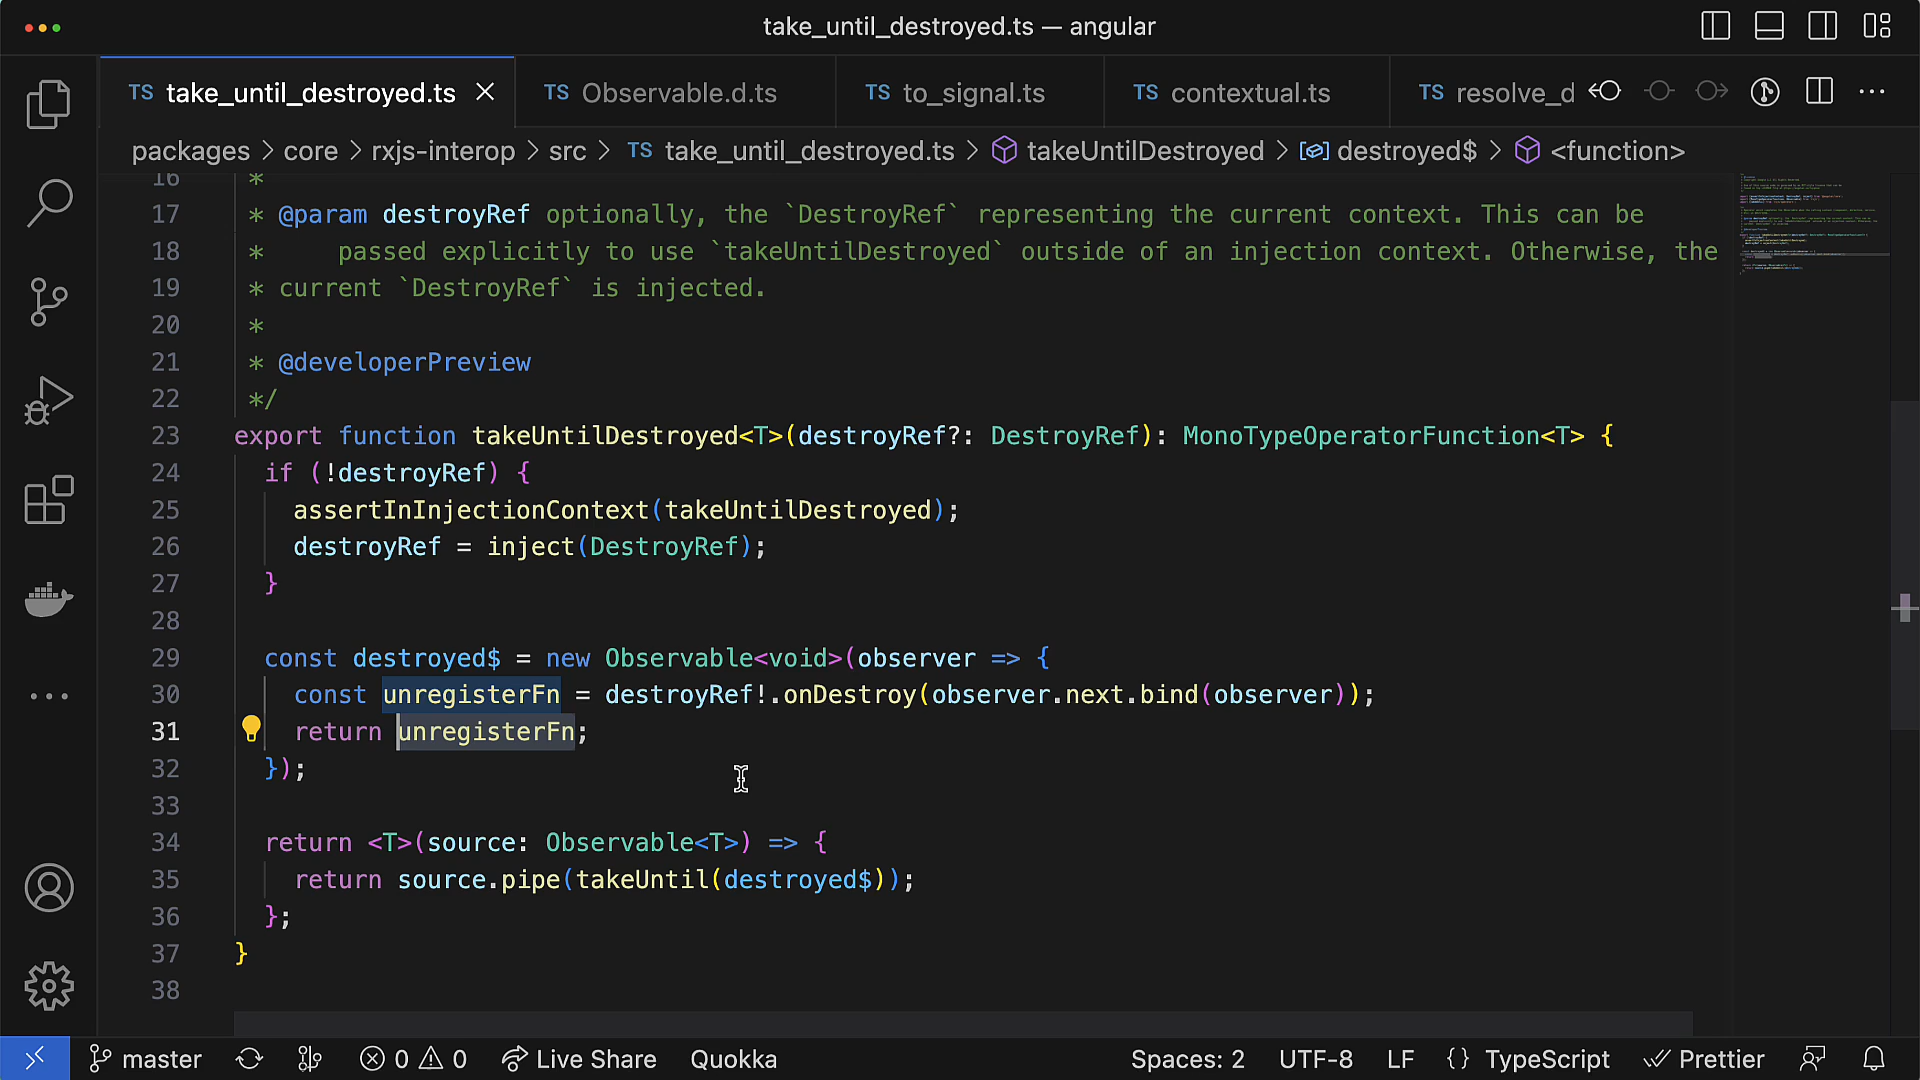 take_until_destroyed.ts — angular
TS take_until_destroyed.ts
TS Observable.d.ts
TS to_signal.ts
TS contextual.ts
TS resolve_d
packages > core > rxjs-interop > src > TS take_until_destroyed.ts > takeUntilDestroyed > destroyed$ > <function>
16 *
17 * @param destroyRef optionally, the `DestroyRef` representing the current context. This can be
18 * passed explicitly to use `takeUntilDestroyed` outside of an injection context. Otherwise, the
19 * current `DestroyRef` is injected.
20 *
21 * @developerPreview
22 */
23 export function takeUntilDestroyed<T>(destroyRef?: DestroyRef): MonoTypeOperatorFunction<T> {
24 if (!destroyRef) {
25 assertInInjectionContext(takeUntilDestroyed);
26 destroyRef = inject(DestroyRef);
27 }
28
29 const destroyed$ = new Observable<void>(observer => {
30 const unregisterFn = destroyRef!.onDestroy(observer.next.bind(observer));
31 return unregisterFn;
32 });
33
34 return <T>(source: Observable<T>) => {
35 return source.pipe(takeUntil(destroyed$));
36 };
37 }
38
master 0 0 Live Share Quokka Spaces: 2 UTF-8 LF {} TypeScript Prettier